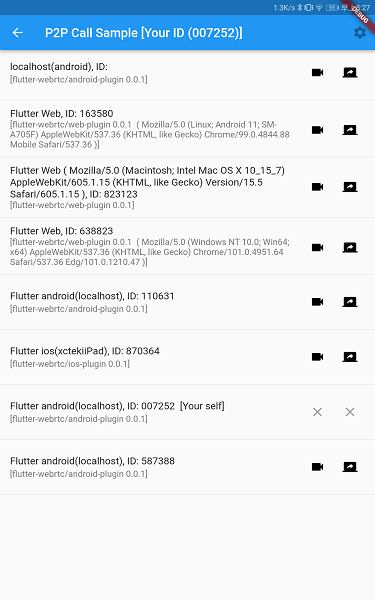 1.3K/s 95 早 8:27
DEBUG
P2P Call Sample [Your ID (007252)]
localhost(android), ID:
[flutter-webrtc/android-plugin 0.0.1]
Flutter Web, ID: 163580
[flutter-webrtc/web-plugin 0.0.1 ( Mozilla/5.0 (Linux; Android 11; SM-
A705F) AppleWebKit/537.36 (KHTML, like Gecko) Chrome/99.0.4844.88
Mobile Safari/537.36 )]
Flutter Web ( Mozilla/5.0 (Macintosh; Intel Mac OS X 10_15_7)
AppleWebKit/605.1.15 (KHTML, like Gecko) Version/15.5
Safari/605.1.15 ), ID: 823123
[flutter-webrtc/web-plugin 0.0.1]
Flutter Web, ID: 638823
[flutter-webrtc/web-plugin 0.0.1 ( Mozilla/5.0 (Windows NT 10.0; Win64;
x64) AppleWebKit/537.36 (KHTML, like Gecko) Chrome/101.0.4951.64
Safari/537.36 Edg/101.0.1210.47 )]
Flutter android(localhost), ID: 110631
[flutter-webrtc/android-plugin 0.0.1]
Flutter ios(xctekiiPad), ID: 870364
[flutter-webrtc/ios-plugin 0.0.1]
Flutter android(localhost), ID: 007252 [Your self]
[flutter-webrtc/android-plugin 0.0.1]
Flutter android(localhost), ID: 587388
[flutter-webrtc/android-plugin 0.0.1]